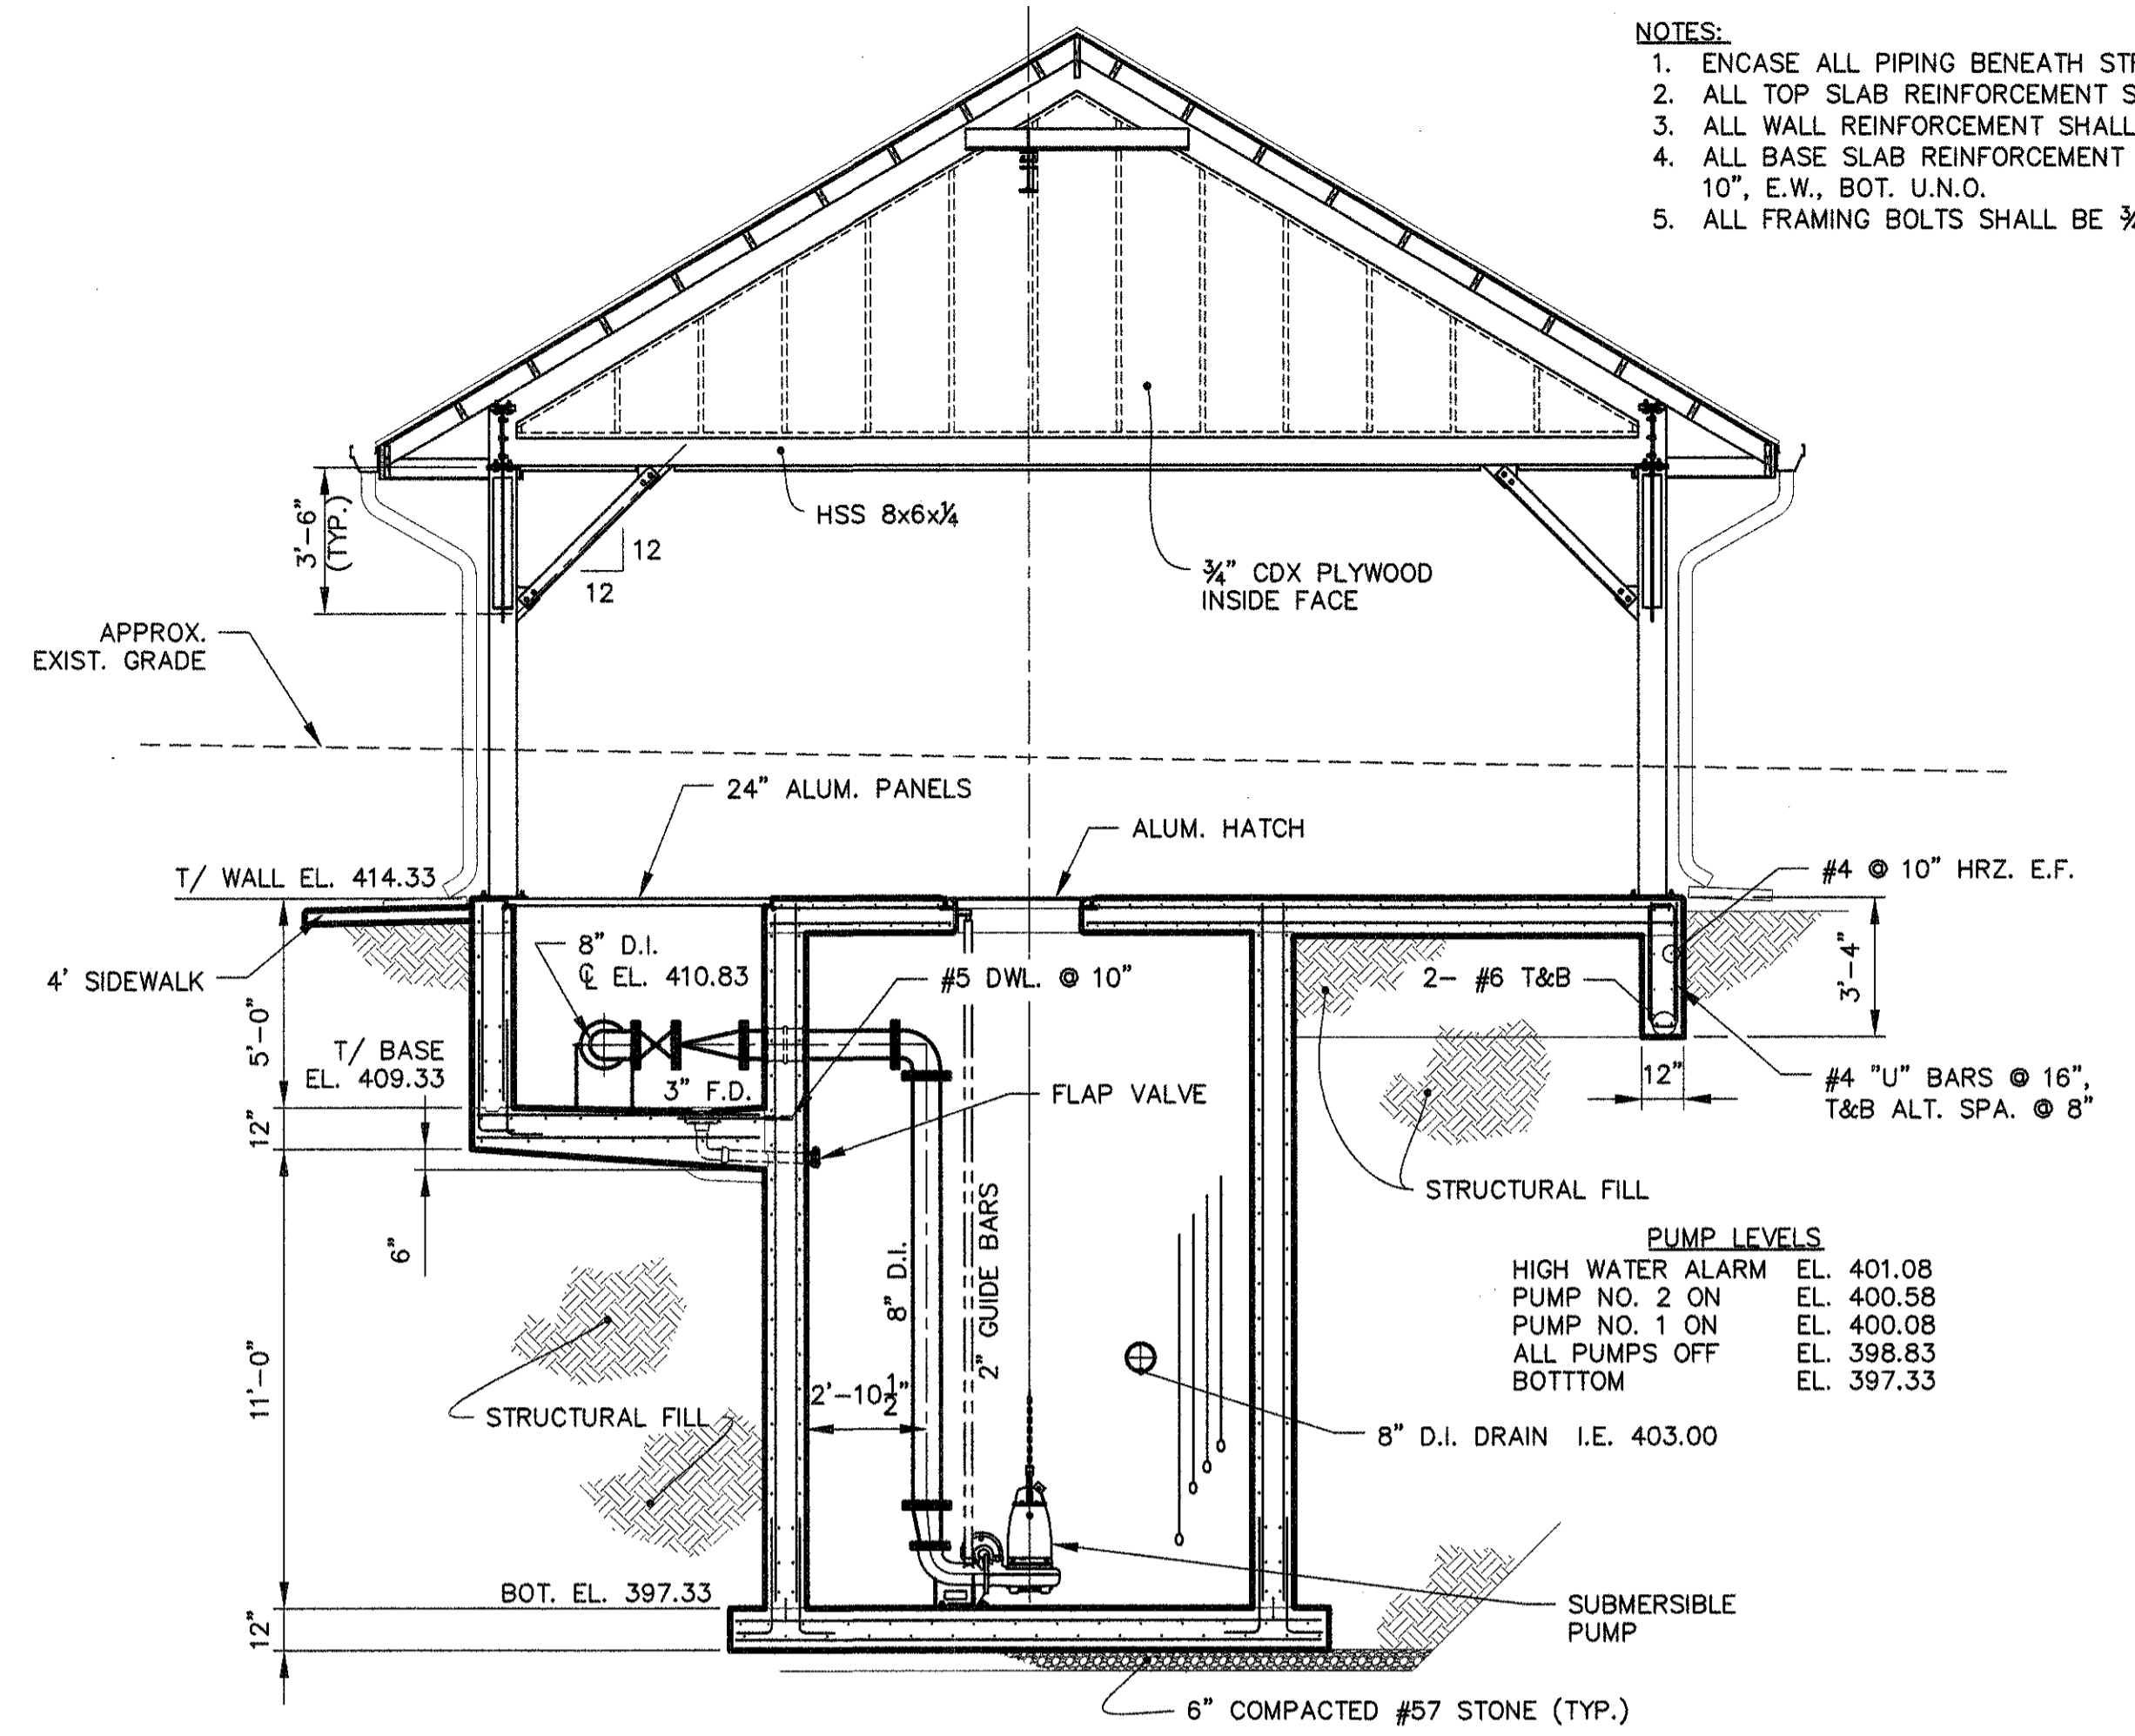 NOTES:
1. ENCASE ALL PIPING BENEATH
2. ALL TOP SLAB REINFORCEMENT
3. ALL WALL REINFORCEMENT SHALL
4. ALL BASE SLAB REINFORCEMENT
10", E.W., BOT. U.N.O.
5. ALL FRAMING BOLTS SHALL BE
3'-6"
(TYP.)
HSS 8x6x¼
12
12
¾" CDX PLYWOOD
INSIDE FACE
APPROX.
EXIST. GRADE
24" ALUM. PANELS
ALUM. HATCH
T/ WALL EL. 414.33
#4 @ 10" HRZ. E.F.
8" D.I.
℄ EL. 410.83
4' SIDEWALK
#5 DWL. @ 10"
2- #6 T&B
3'-4"
5'-0"
T/ BASE
EL. 409.33
3" F.D.
FLAP VALVE
12"
#4 "U" BARS @ 16",
T&B ALT. SPA. @ 8"
12"
6"
8" D.I.
2" GUIDE BARS
STRUCTURAL FILL
PUMP LEVELS
HIGH WATER ALARM EL. 401.08
PUMP NO. 2 ON EL. 400.58
PUMP NO. 1 ON EL. 400.08
ALL PUMPS OFF EL. 398.83
BOTTTOM EL. 397.33
11'-0"
2'-10½"
STRUCTURAL FILL
8" D.I. DRAIN I.E. 403.00
BOT. EL. 397.33
12"
SUBMERSIBLE
PUMP
6" COMPACTED #57 STONE (TYP.)